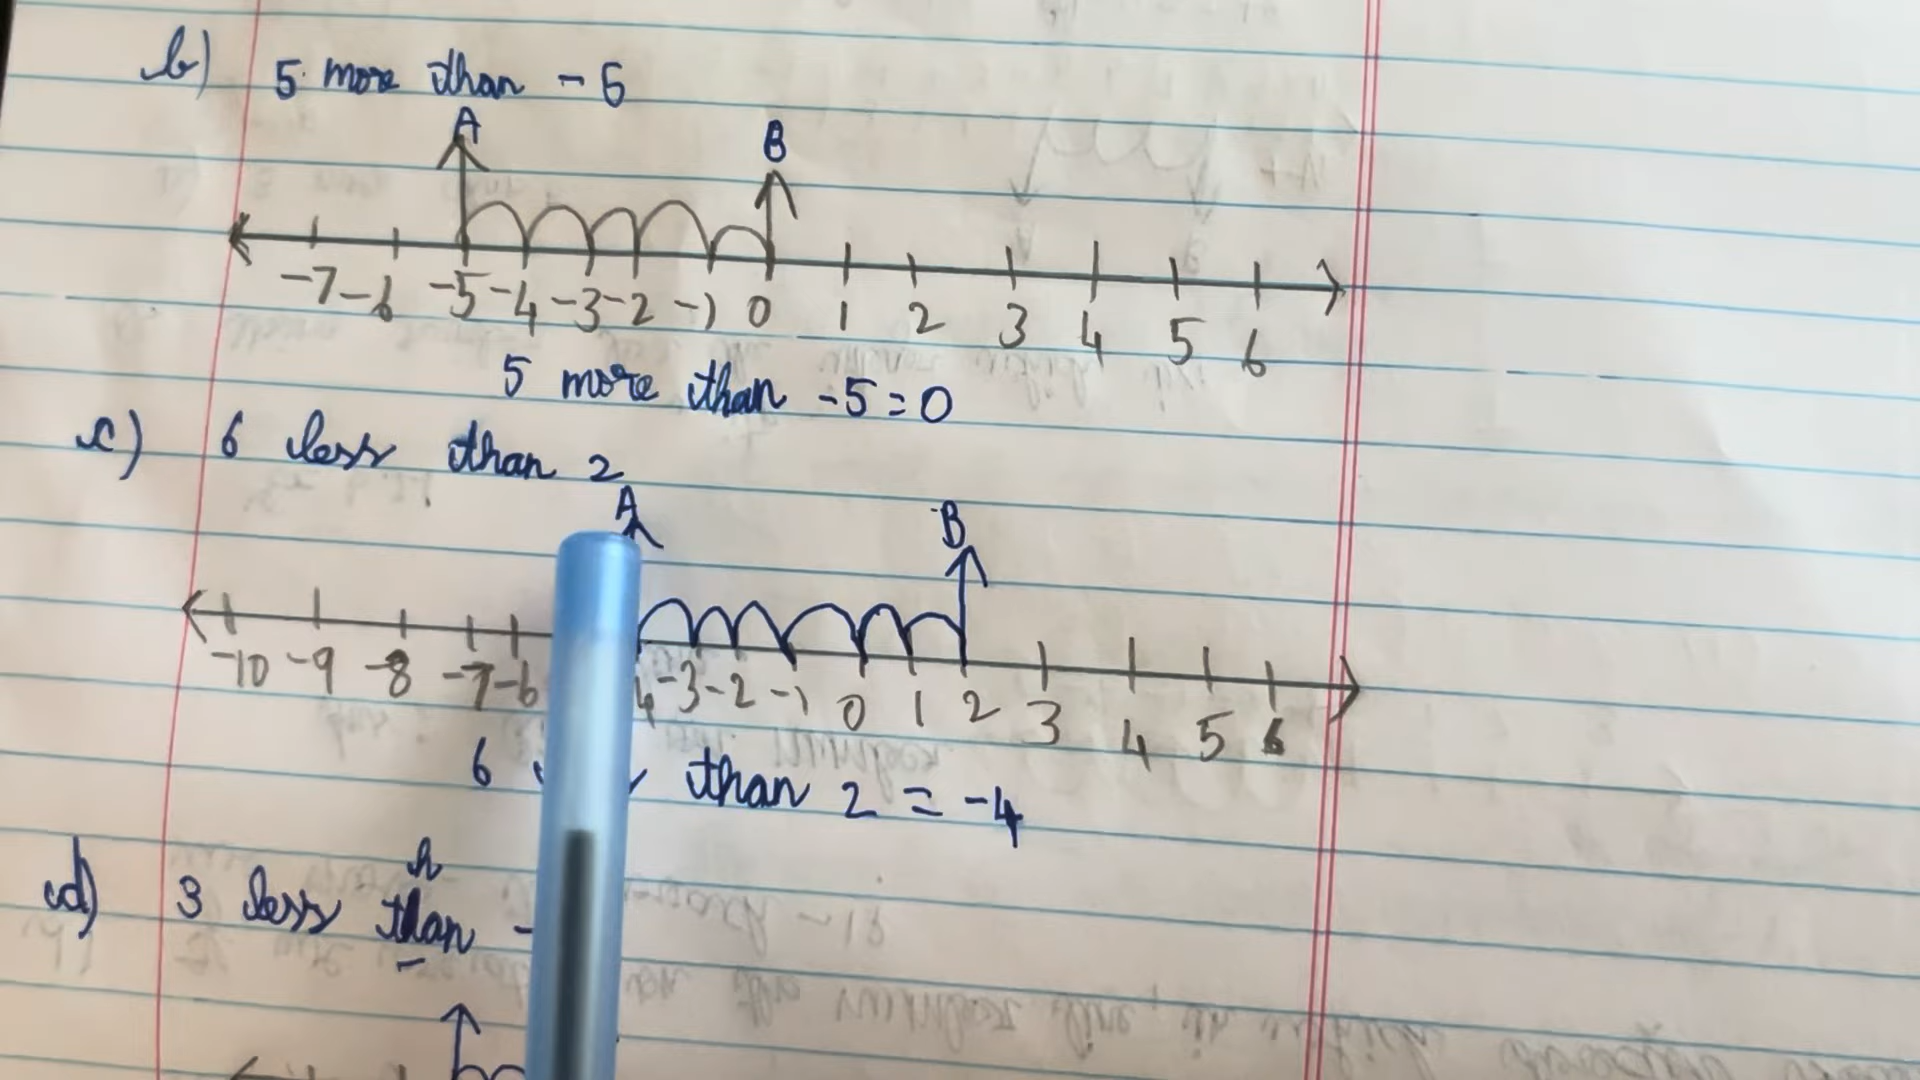 b) 5 more than -5
A B
-7 -6 -5 -4 -3 -2 -1 0 1 2 3 4 5 6
5 more than -5 = 0
c) 6 less than 2
A B
-10 -9 -8 -7 -6 4 -3 -2 -1 0 1 2 3 4 5 6
6 than 2 = -4
h
d) 3 less than -